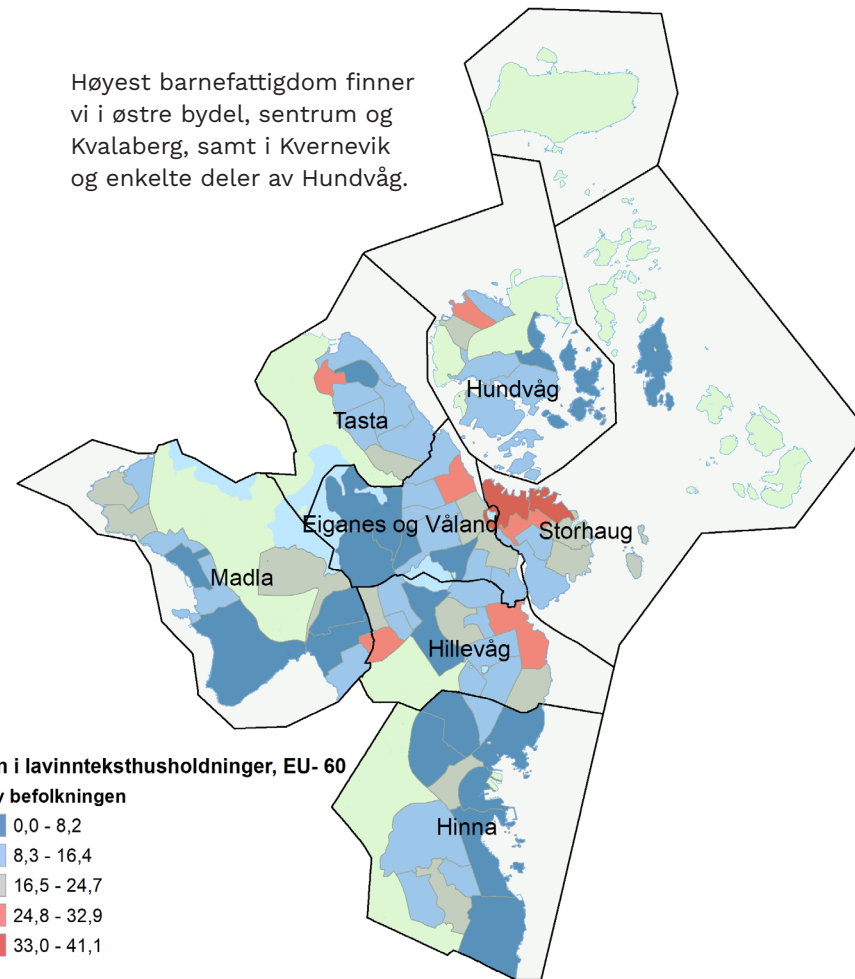 Høyest barnefattigdom finner
vi i østre bydel, sentrum og
Kvalaberg, samt i Kvernevik
og enkelte deler av Hundvåg.
Hundvåg
Tasta
Eiganes og Våland
Storhaug
Madla
Hillevåg
Hinna
i lavinnteksthusholdninger, EU- 60
befolkningen
0,0 - 8,2
8,3 - 16,4
16,5 - 24,7
24,8 - 32,9
33,0 - 41,1